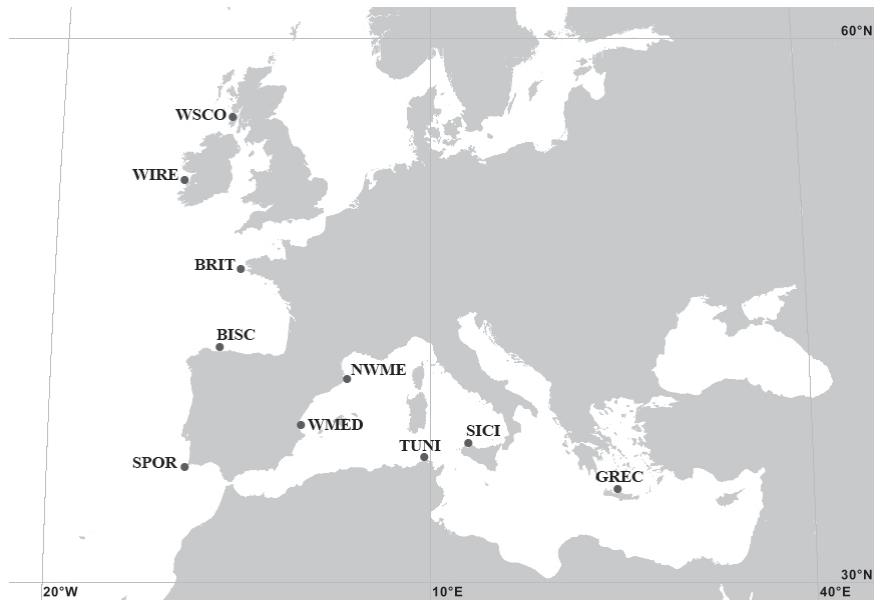 60°N
WSCO
WIRE
BRIT
BISC
NWME
WMED
SICI
TUNI
SPOR
GREC
30°N
20°W
10°E
40°E